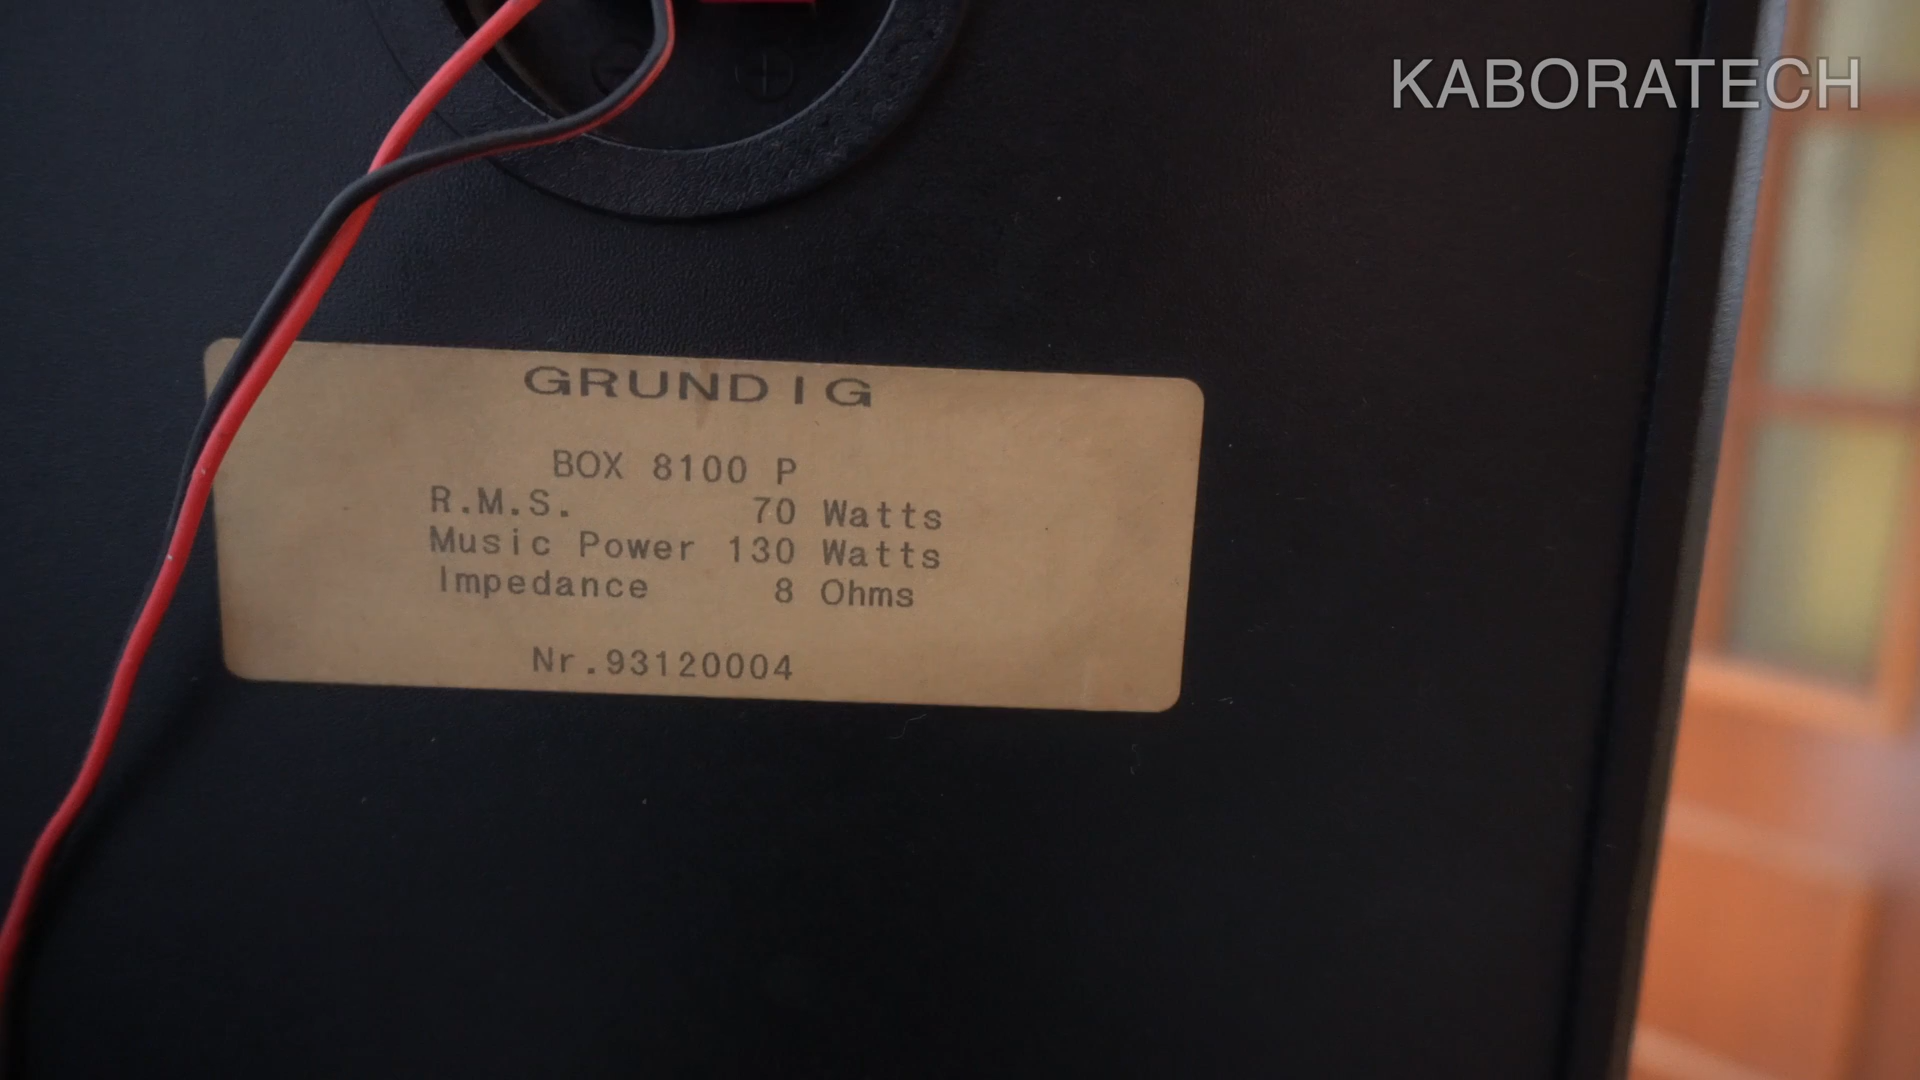 KABORATECH
GRUNDIG
BOX 8100 P
R.M.S. 70 Watts
Music Power 130 Watts
Impedance 8 Ohms
Nr.93120004